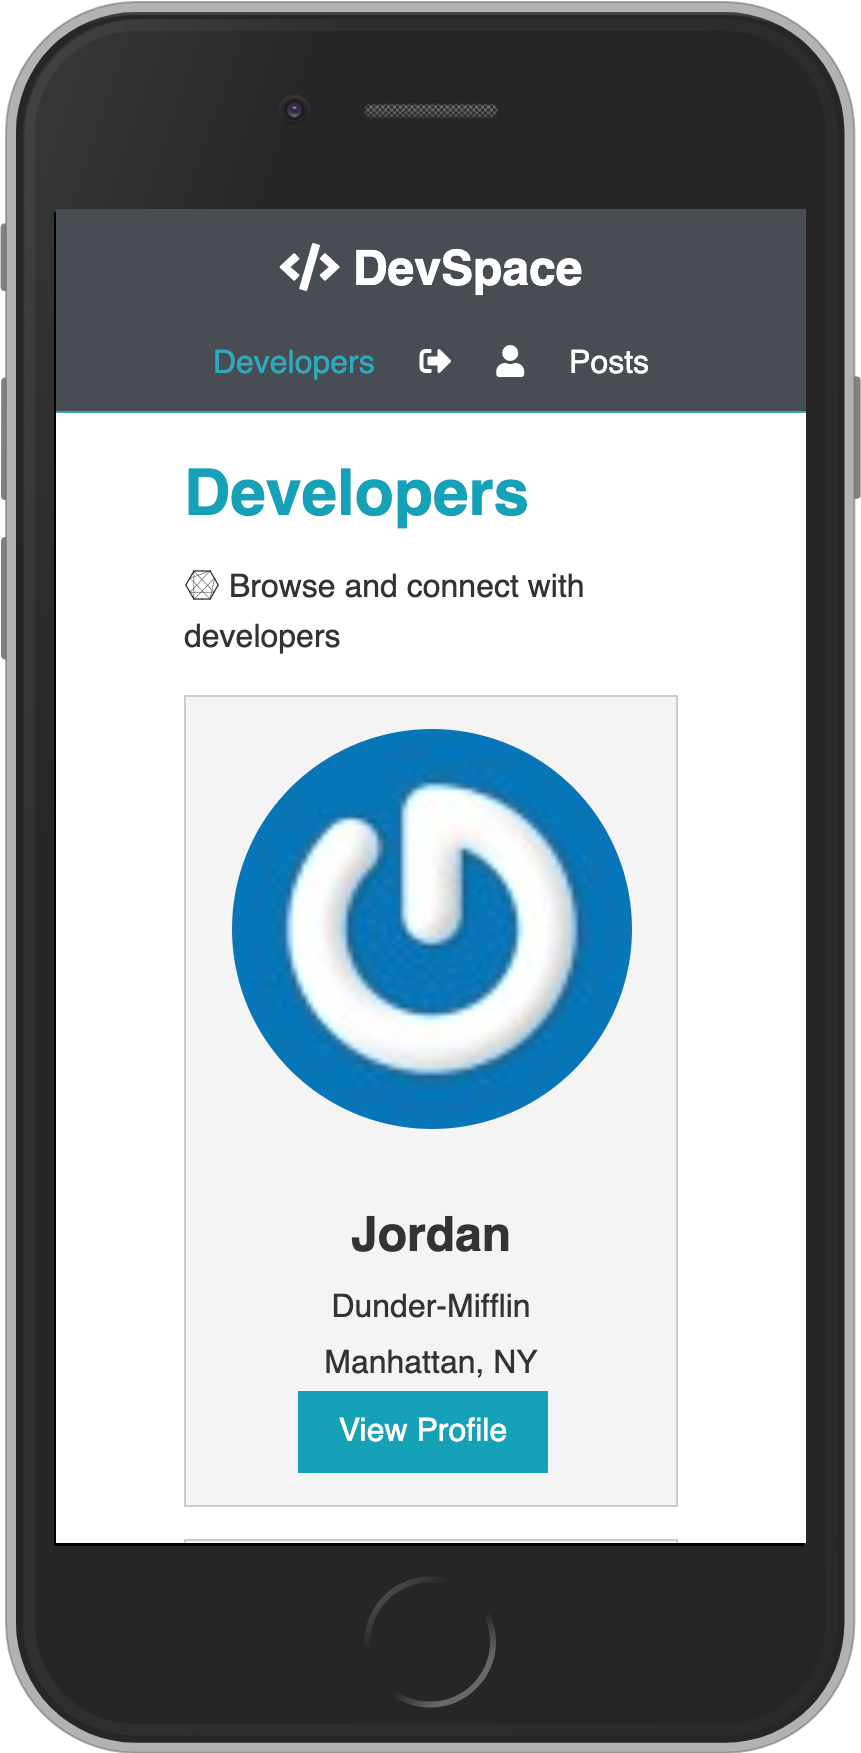 DevSpace
Developers Posts
Developers
Browse and connect with
developers
Jordan
Dunder-Mifflin
Manhattan, NY
View Profile